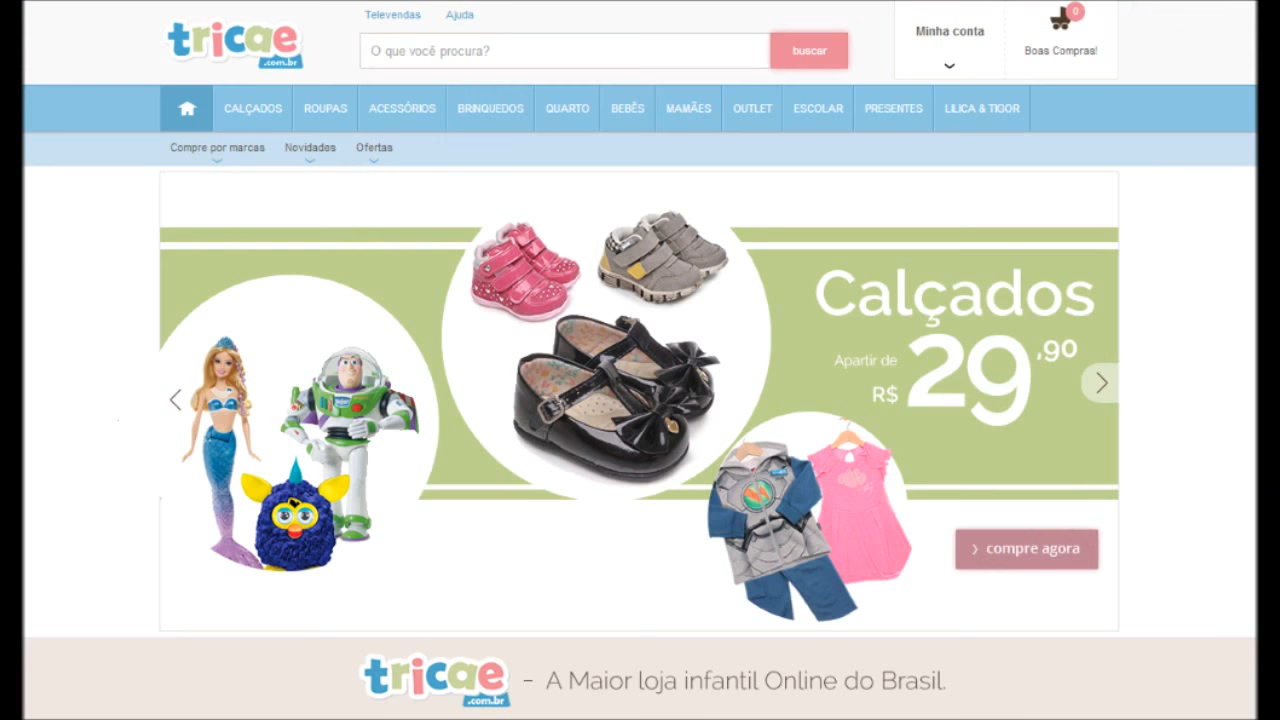 Televendas Ajuda
tricae
.com.br
O que você procura?
buscar
Minha conta
0
Boas Compras!
CALÇADOS ROUPAS ACESSÓRIOS BRINQUEDOS QUARTO BEBÊS MAMÃES OUTLET ESCOLAR PRESENTES LILICA & TIGOR
Compre por marcas Novidades Ofertas
Calçados
Apartir de
R$ 29,90
compre agora
tricae
.com.br
- A Maior loja infantil Online do Brasil.